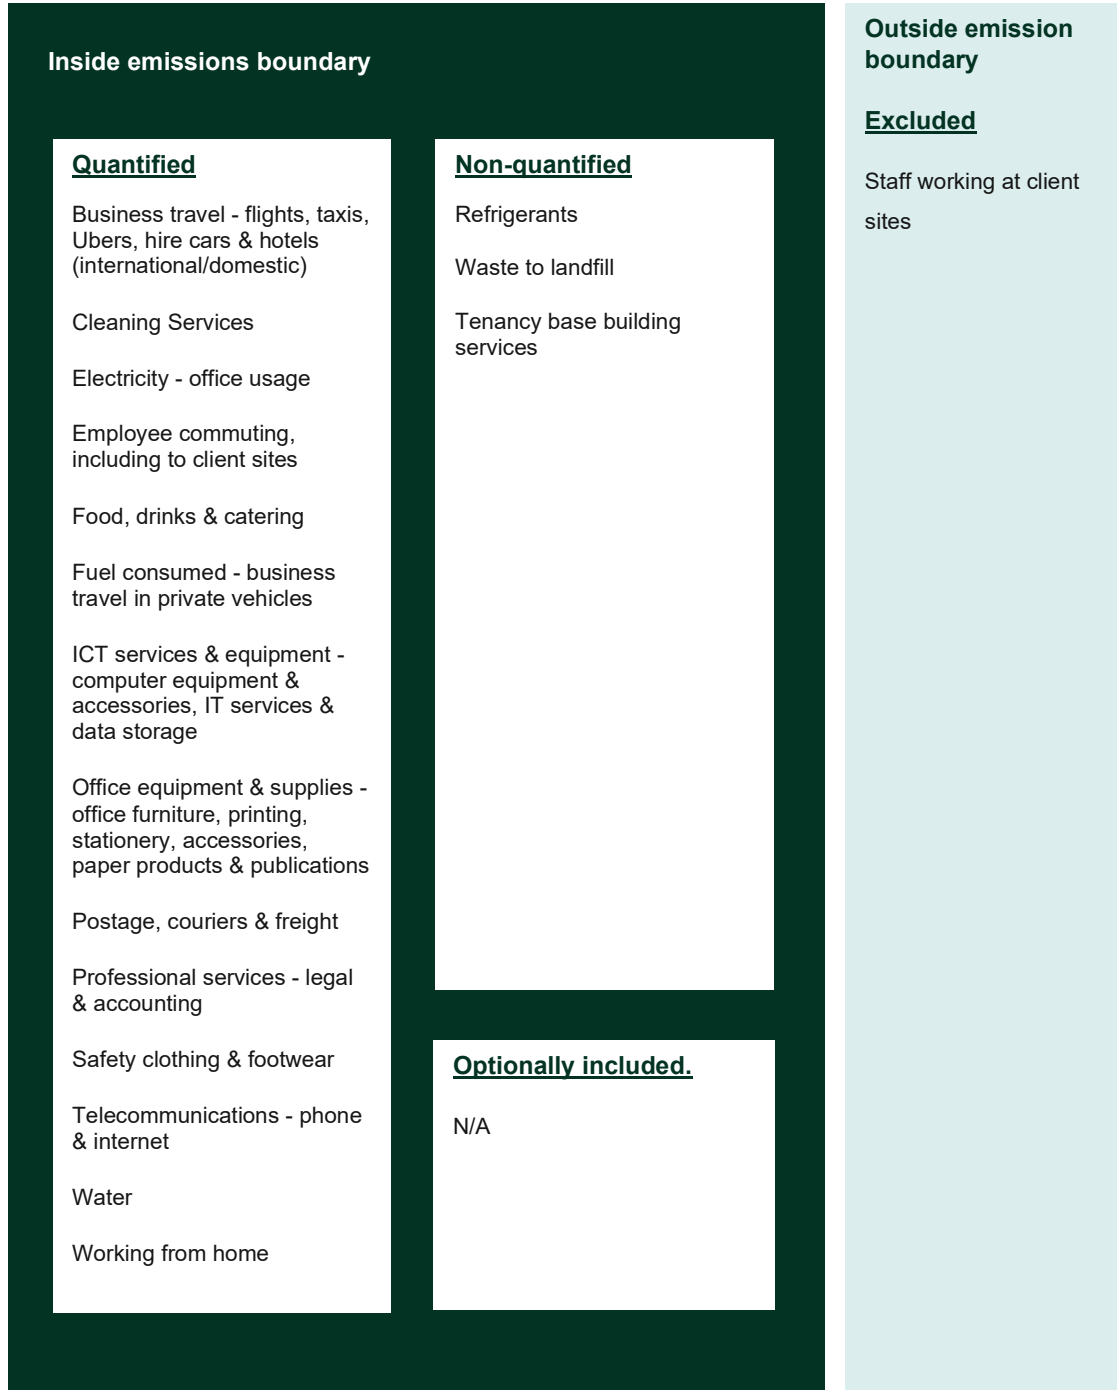 Inside emissions boundary
Quantified
Business travel - flights, taxis,
Ubers, hire cars & hotels
(international/domestic)
Cleaning Services
Electricity - office usage
Employee commuting,
including to client sites
Food, drinks & catering
Fuel consumed - business
travel in private vehicles
ICT services & equipment -
computer equipment &
accessories, IT services &
data storage
Office equipment & supplies -
office furniture, printing,
stationery, accessories,
paper products & publications
Postage, couriers & freight
Professional services - legal
& accounting
Safety clothing & footwear
Telecommunications - phone
& internet
Water
Working from home
Non-quantified
Refrigerants
Waste to landfill
Tenancy base building
services
Optionally included.
N/A
Outside emission
boundary
Excluded
Staff working at client
sites